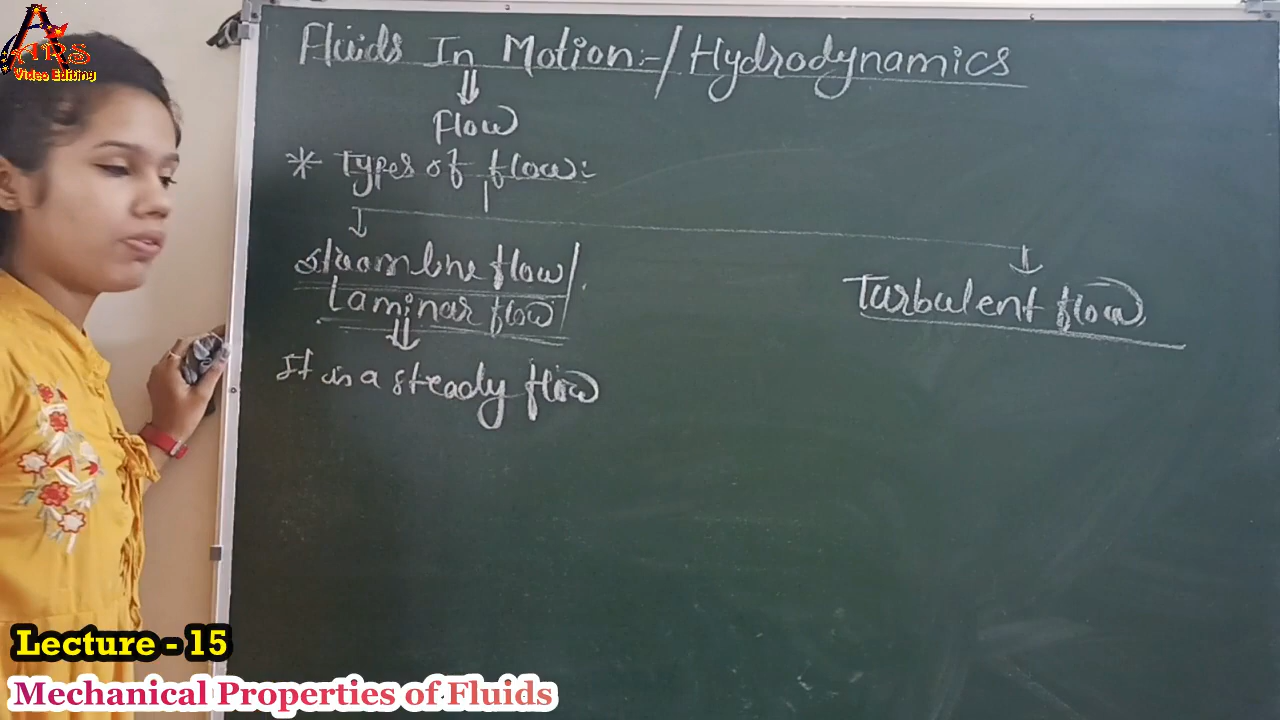 ARS
Video Editing
Fluids In Motion:-/Hydrodynamics
flow
* Types of flow:-
streamline flow/
Laminar flow
Turbulent flow
It is a steady flow
Lecture - 15
Mechanical Properties of Fluids